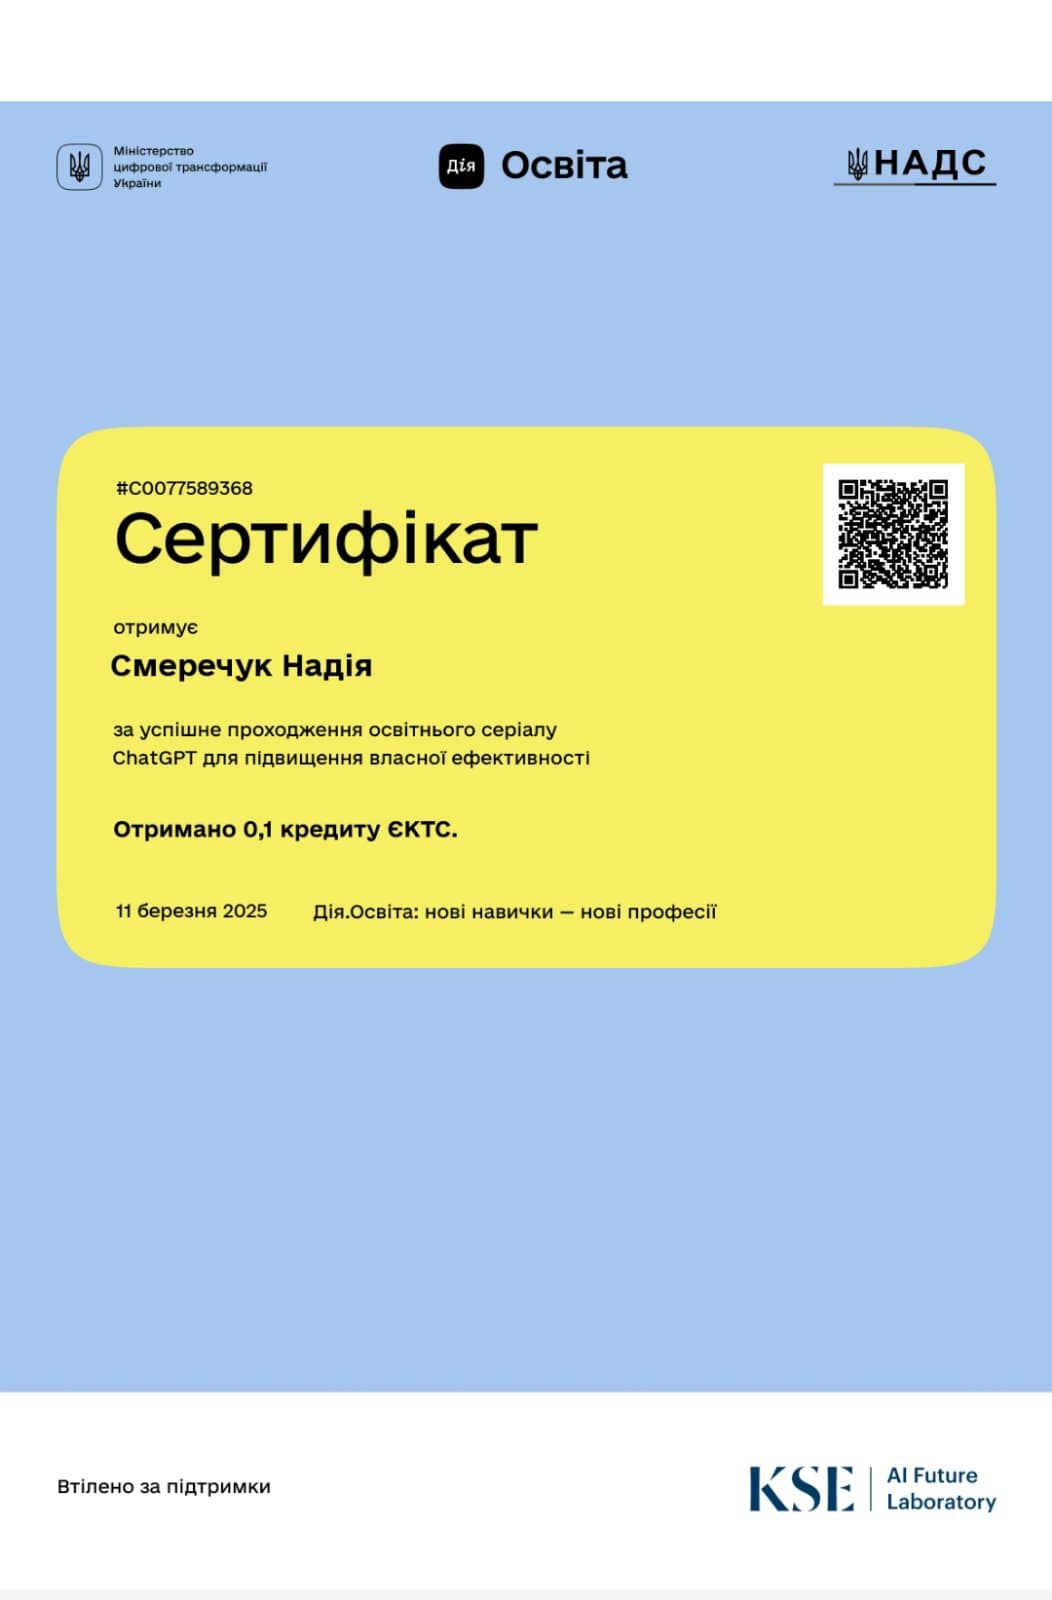 Міністерство
цифрової трансформації
України
Дія Освіта
НАДС
#C0077589368
Сертифікат
отримує
Смеречук Надія
за успішне проходження освітнього серіалу
ChatGPT для підвищення власної ефективності
Отримано 0,1 кредиту ЄКТС.
11 березня 2025 Дія.Освіта: нові навички — нові професії
Втілено за підтримки
KSE AI Future
Laboratory